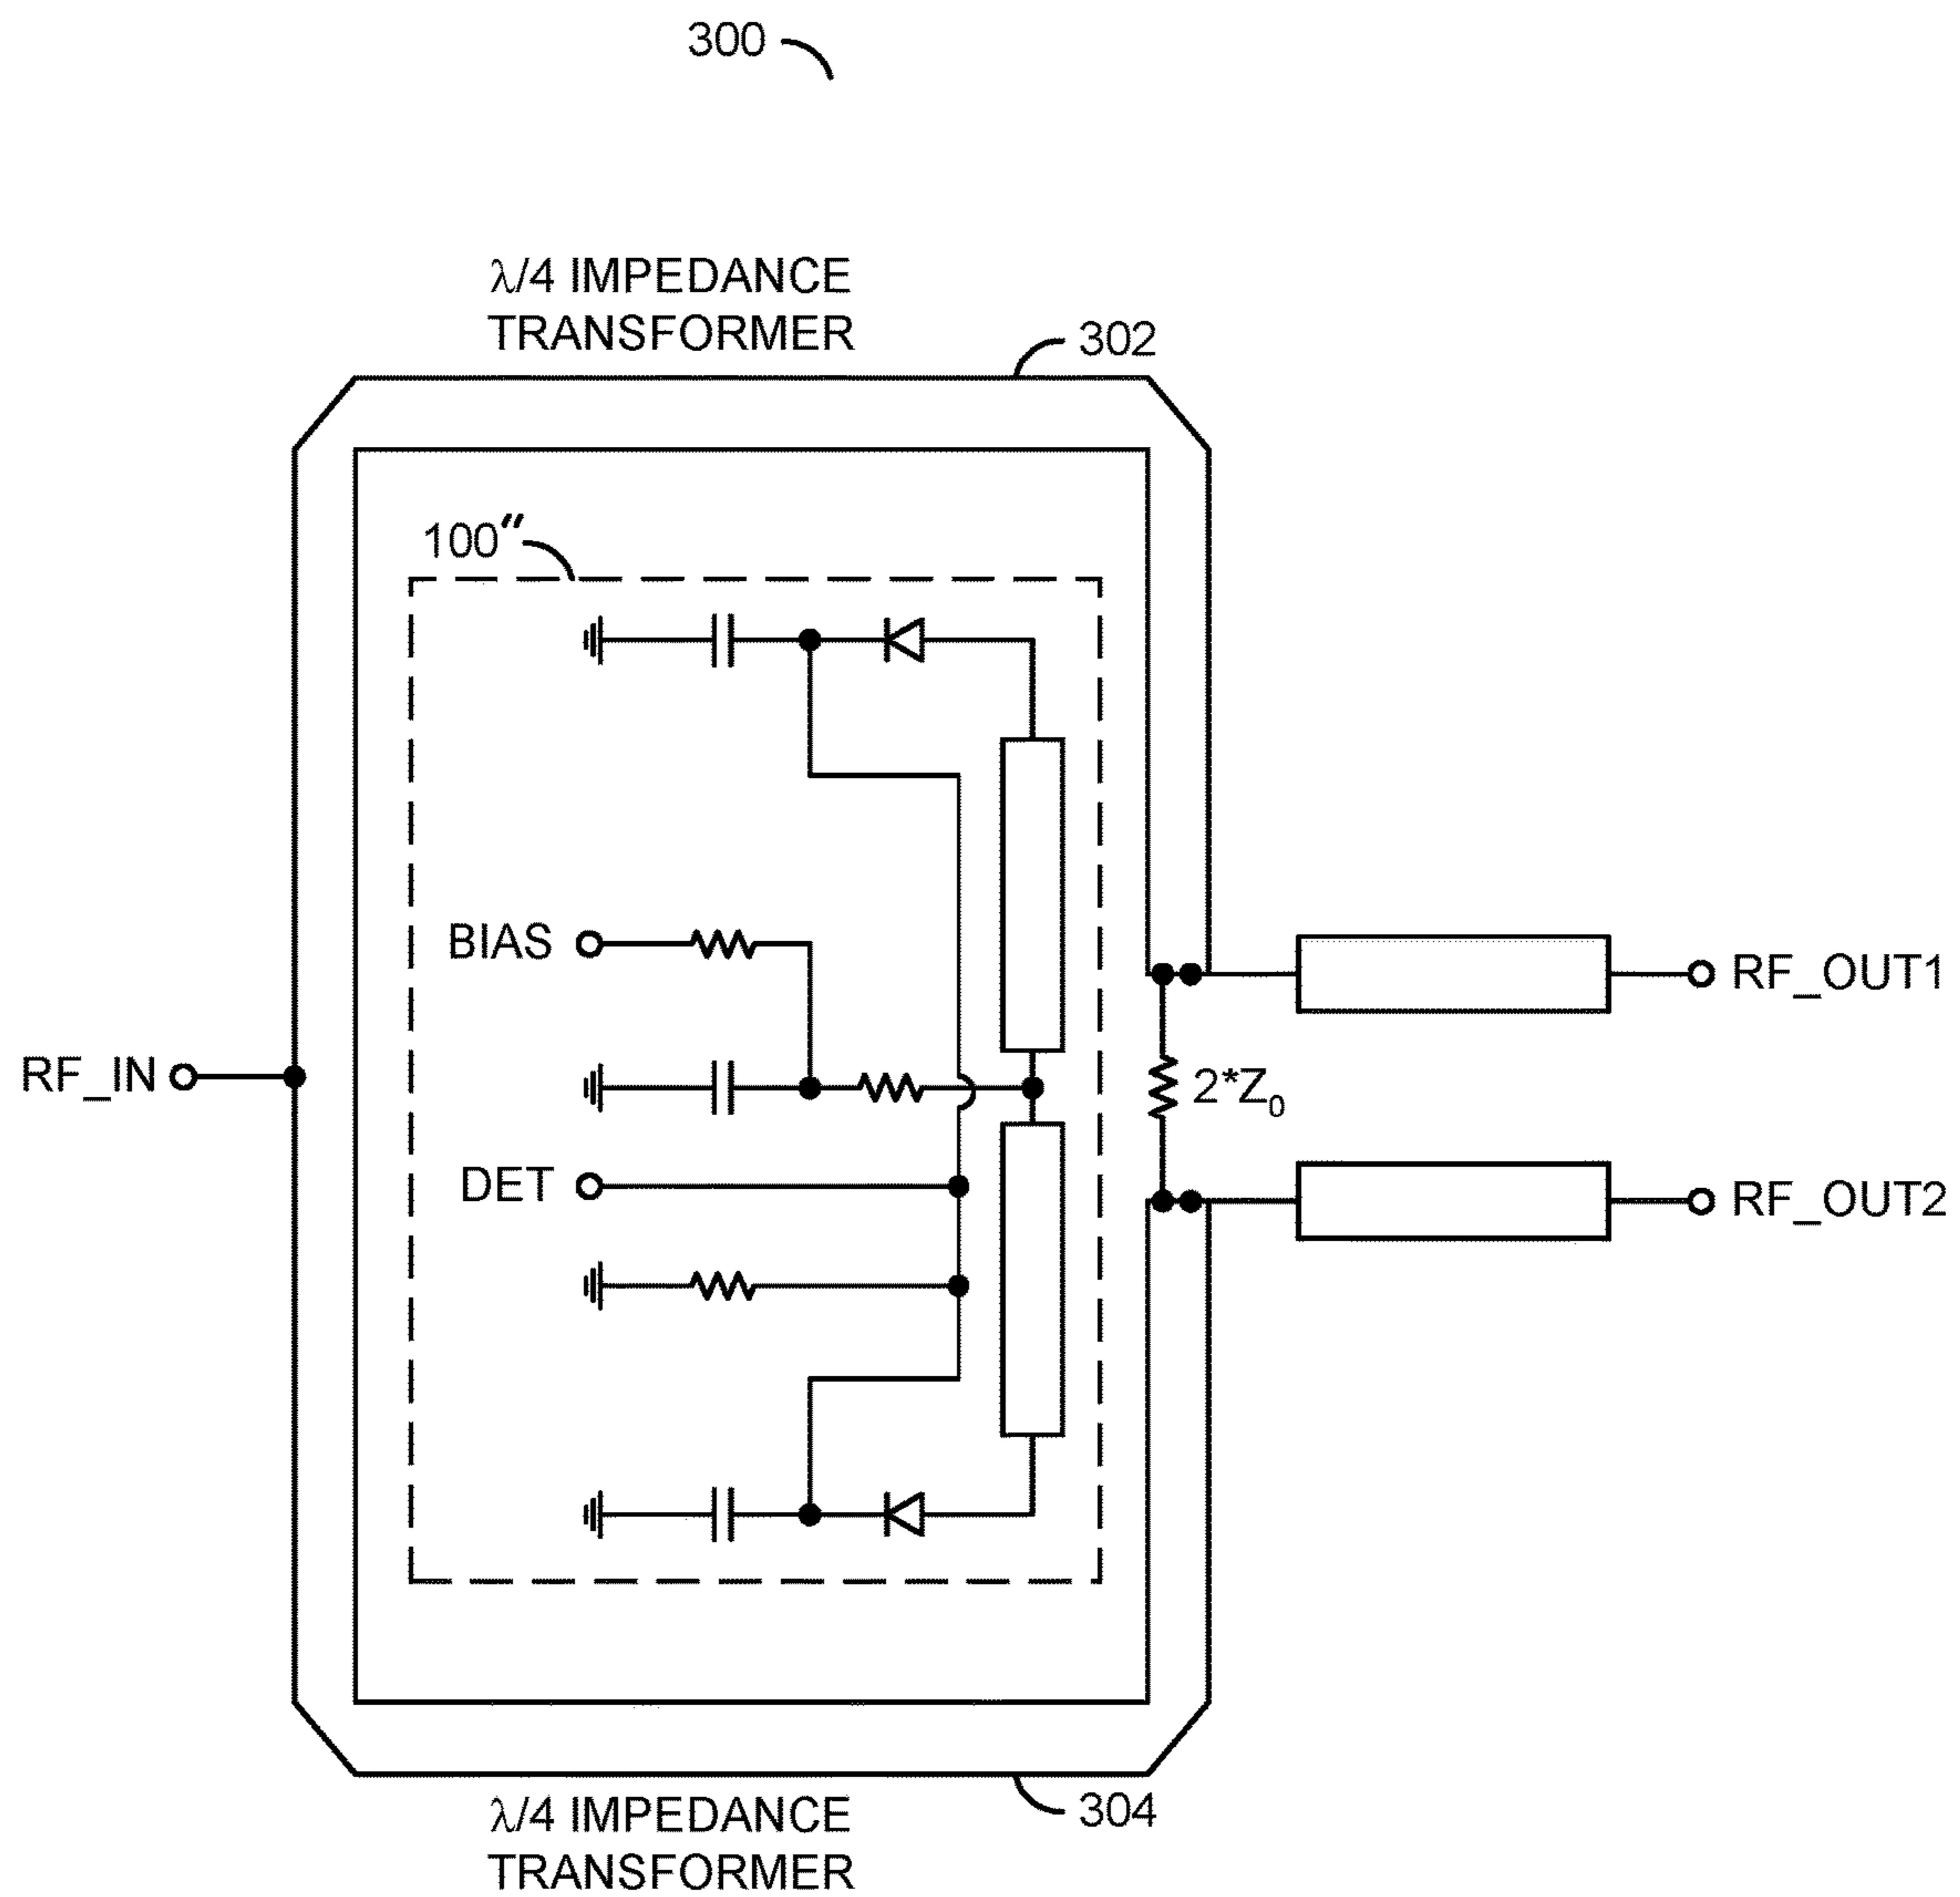 300
λ/4 IMPEDANCE
TRANSFORMER
302
100"
BIAS
RF_OUT1
RF_IN
2*Z₀
DET
RF_OUT2
304
λ/4 IMPEDANCE
TRANSFORMER